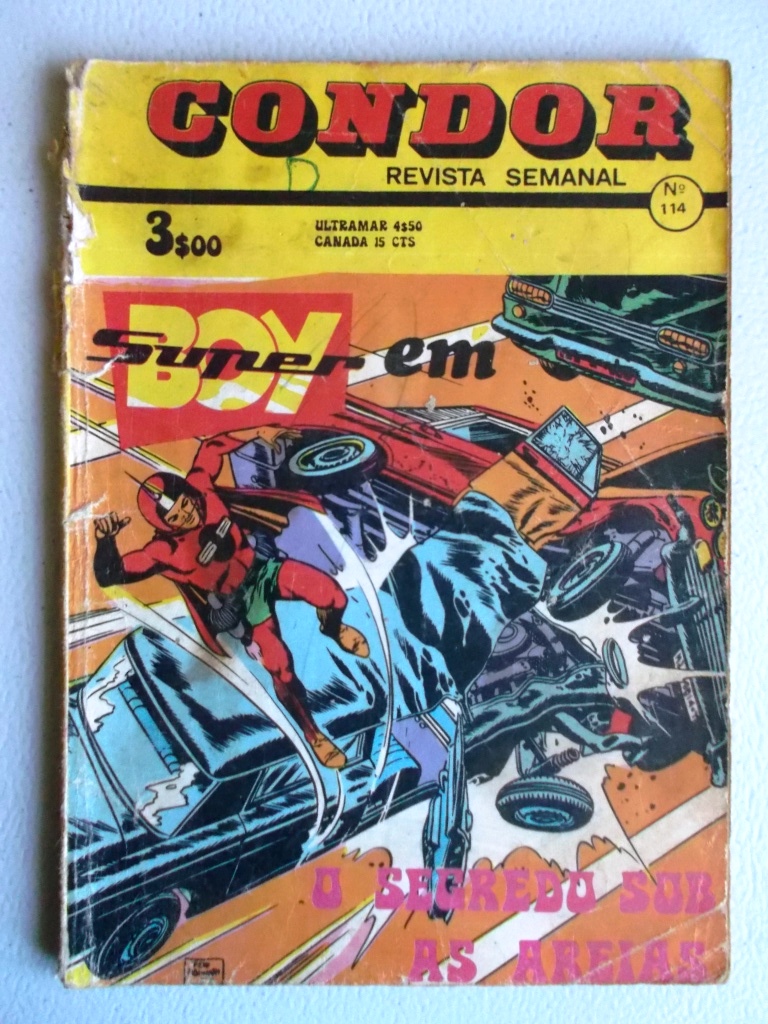 CONDOR
D
REVISTA SEMANAL
Nº
114
3$00
ULTRAMAR 4$50
CANADA 15 CTS
Super BOY em
O SEGREDO SOB
AS AREIAS